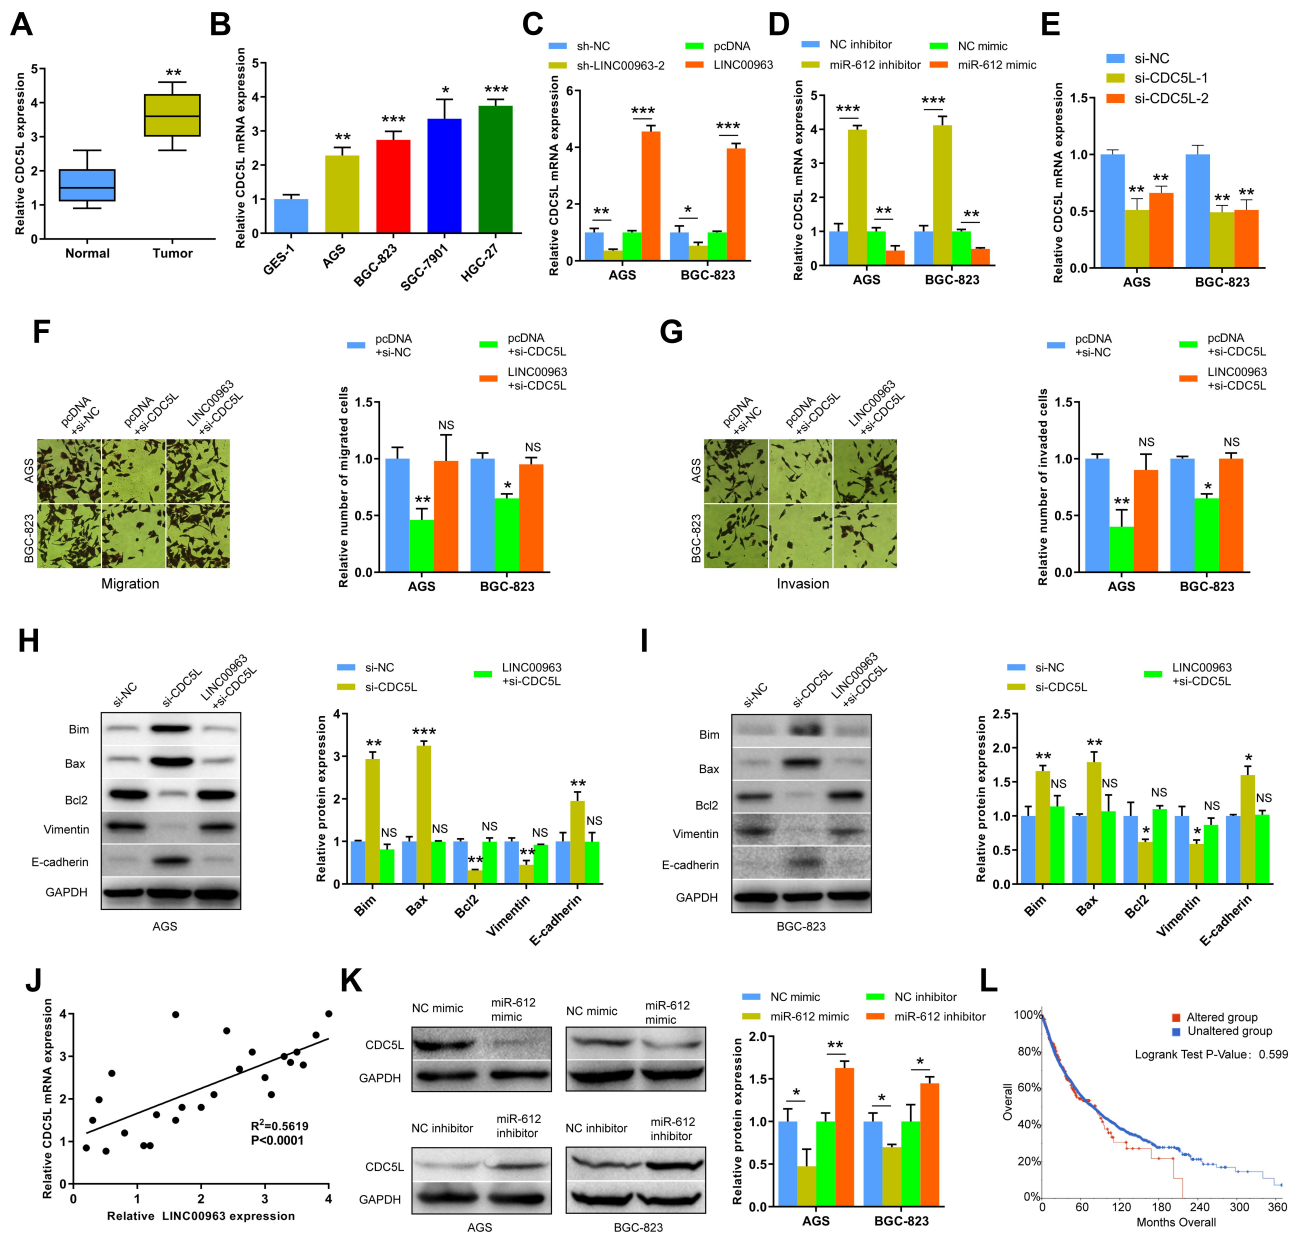 A
Relative CDC5L expression
5
4
3
2
1
0
**
Normal
Tumor
B
Relative CDC5L mRNA expression
5
4
3
2
1
0
**
***
*
***
GES-1
AGS
BGC-823
SGC-7901
HGC-27
C
sh-NC
pcDNA
sh-LINC00963-2
LINC00963
Relative CDC5L mRNA expression
6
4
2
0
**
***
*
***
AGS
BGC-823
D
NC inhibitor
NC mimic
miR-612 inhibitor
miR-612 mimic
Relative CDC5L mRNA expression
5
4
3
2
1
0
***
**
***
**
AGS
BGC-823
E
si-NC
si-CDC5L-1
si-CDC5L-2
Relative CDC5L mRNA expression
1.5
1.0
0.5
0.0
**
**
**
**
AGS
BGC-823
F
pcDNA
+si-NC
pcDNA
+si-CDC5L
LINC00963
+si-CDC5L
AGS
BGC-823
Migration
pcDNA
+si-NC
pcDNA
+si-CDC5L
LINC00963
+si-CDC5L
Relative number of migrated cells
1.5
1.0
0.5
0.0
**
NS
*
NS
AGS
BGC-823
G
pcDNA
+si-NC
pcDNA
+si-CDC5L
LINC00963
+si-CDC5L
AGS
BGC-823
Invasion
pcDNA
+si-NC
pcDNA
+si-CDC5L
LINC00963
+si-CDC5L
Relative number of invaded cells
1.5
1.0
0.5
0.0
**
NS
*
NS
AGS
BGC-823
H
si-NC
si-CDC5L
LINC00963
+si-CDC5L
Bim
Bax
Bcl2
Vimentin
E-cadherin
GAPDH
AGS
si-NC
si-CDC5L
LINC00963
+si-CDC5L
Relative protein expression
4
3
2
1
0
**
NS
***
NS
**
NS
**
NS
**
NS
Bim
Bax
Bcl2
Vimentin
E-cadherin
I
si-NC
si-CDC5L
LINC00963
+si-CDC5L
Bim
Bax
Bcl2
Vimentin
E-cadherin
GAPDH
BGC-823
si-NC
si-CDC5L
LINC00963
+si-CDC5L
Relative protein expression
2.5
2.0
1.5
1.0
0.5
0.0
**
NS
**
NS
*
NS
*
NS
*
NS
Bim
Bax
Bcl2
Vimentin
E-cadherin
J
Relative CDC5L mRNA expression
4
3
2
1
0
R²=0.5619
P<0.0001
1
2
3
4
Relative LINC00963 expression
K
NC mimic
miR-612
mimic
NC mimic
miR-612
mimic
CDC5L
GAPDH
NC inhibitor
miR-612
inhibitor
NC inhibitor
miR-612
inhibitor
CDC5L
GAPDH
AGS
BGC-823
NC mimic
NC inhibitor
miR-612 mimic
miR-612 inhibitor
Relative protein expression
2.0
1.5
1.0
0.5
0.0
*
**
*
*
AGS
BGC-823
L
Altered group
Unaltered group
Logrank Test P-Value: 0.599
Overall
100%
80%
60%
40%
20%
0%
0
60
130
180
240
300
360
Months Overall